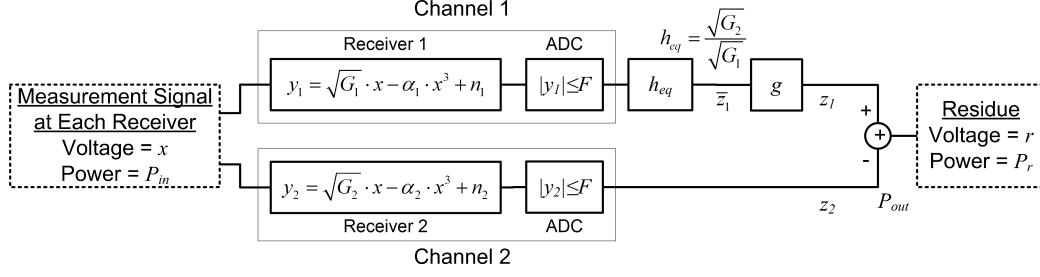 Channel 1
Receiver 1
ADC
h_eq = √G₂ / √G₁
y₁ = √G₁ · x − α₁ · x³ + n₁
|y₁|≤F
h_eq
z̄₁
g
z₁
+
Measurement Signal
at Each Receiver
Voltage = x
Power = P_in
+
-
Residue
Voltage = r
Power = P_r
y₂ = √G₂ · x − α₂ · x³ + n₂
|y₂|≤F
z₂
P_out
Receiver 2
ADC
Channel 2